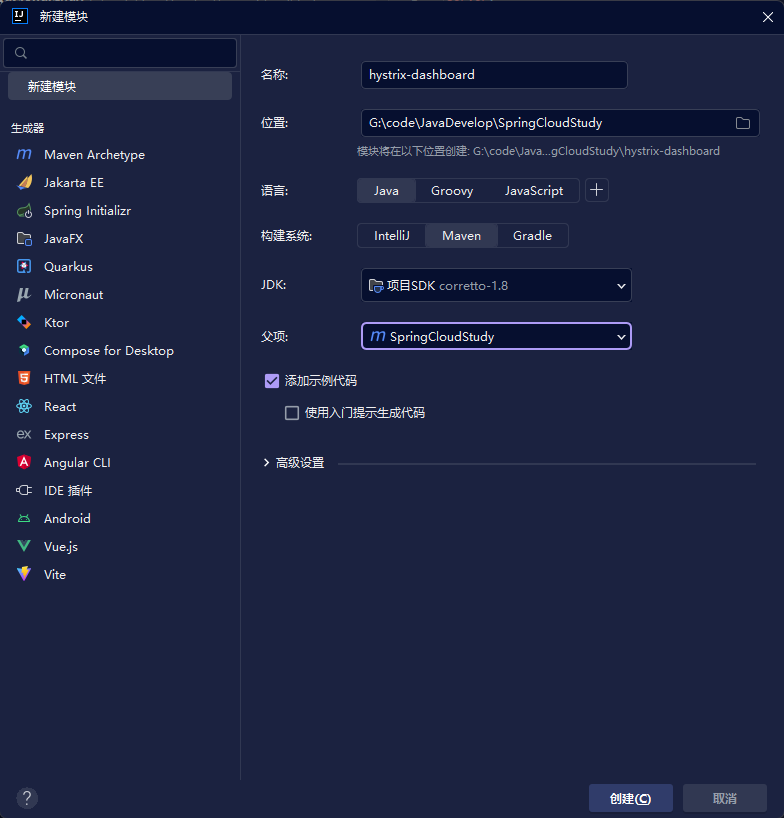 新建模块
新建模块
生成器
Maven Archetype
Jakarta EE
Spring Initializr
JavaFX
Quarkus
Micronaut
Ktor
Compose for Desktop
HTML 文件
React
Express
Angular CLI
IDE 插件
Android
Vue.js
Vite
名称:
hystrix-dashboard
位置:
G:\code\JavaDevelop\SpringCloudStudy
模块将在以下位置创建: G:\code\Java...gCloudStudy\hystrix-dashboard
语言:
Java Groovy JavaScript
构建系统:
IntelliJ Maven Gradle
JDK:
项目SDK corretto-1.8
父项:
SpringCloudStudy
添加示例代码
使用入门提示生成代码
高级设置
?
创建(C) 取消